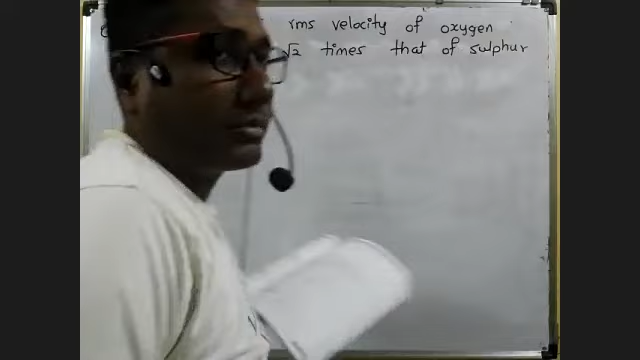 rms velocity of oxygen
√2 times that of sulphur